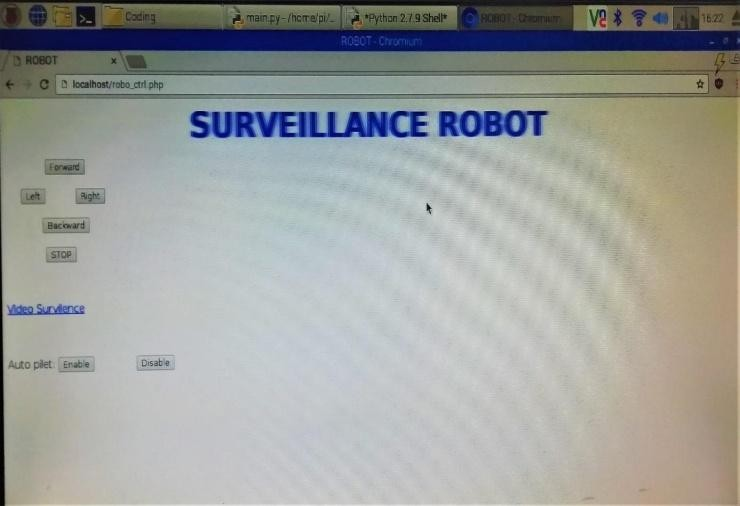 Coding main.py - /home/pi/... *Python 2.7.9 Shell* ROBOT - Chromium 16:22
ROBOT - Chromium
ROBOT
localhost/robo_ctrl.php
SURVEILLANCE ROBOT
Forward
Left Right
Backward
STOP
Video Survilence
Auto pilet: Enable Disable